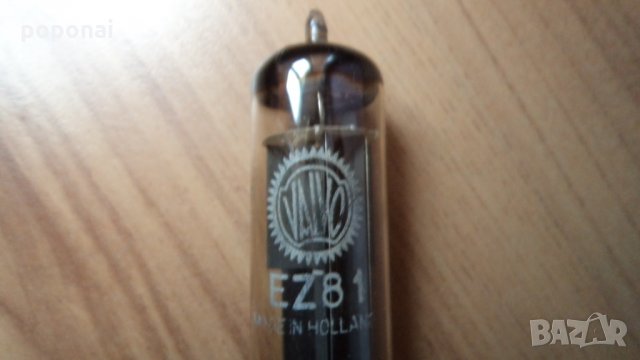 poponai
VALVO
EZ81
MADE IN HOLLAND
BAZAR